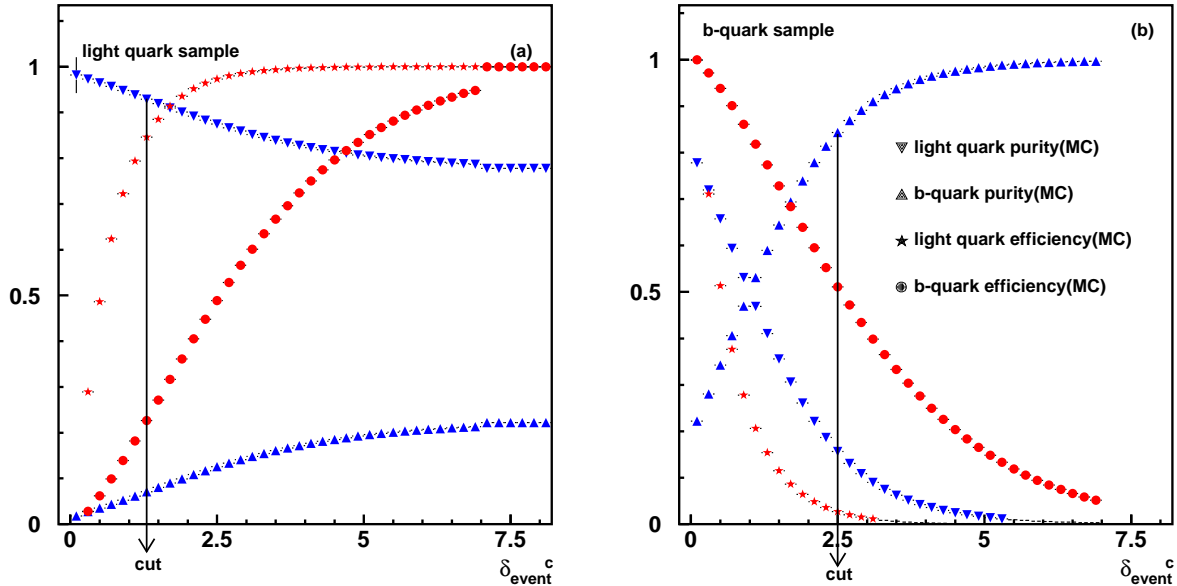 light quark sample
(a)
1
0.5
0
0
2.5
5
7.5
cut
δevent c
b-quark sample
(b)
1
0.5
0
light quark purity(MC)
b-quark purity(MC)
light quark efficiency(MC)
b-quark efficiency(MC)
0
2.5
5
7.5
cut
δevent c